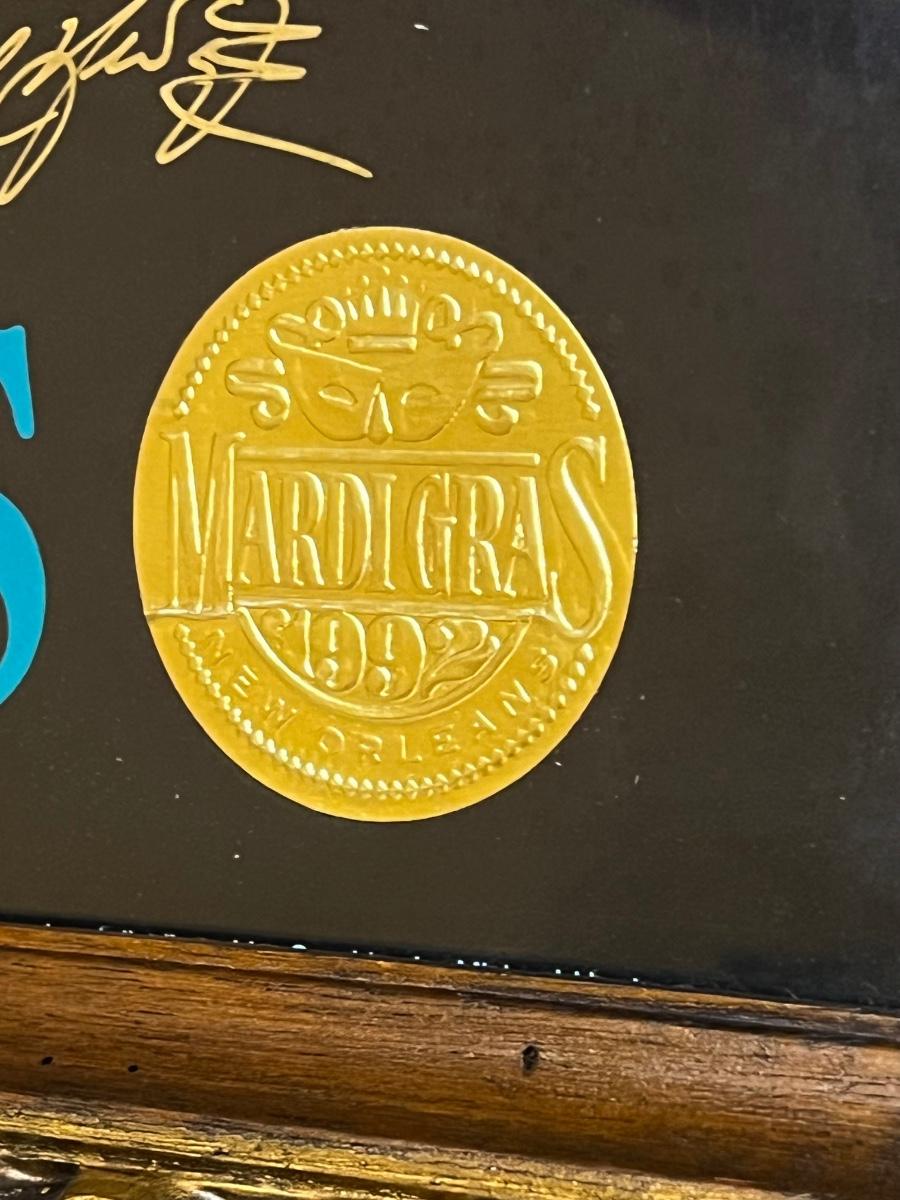 S
MARDI GRAS
1992
NEW ORLEANS